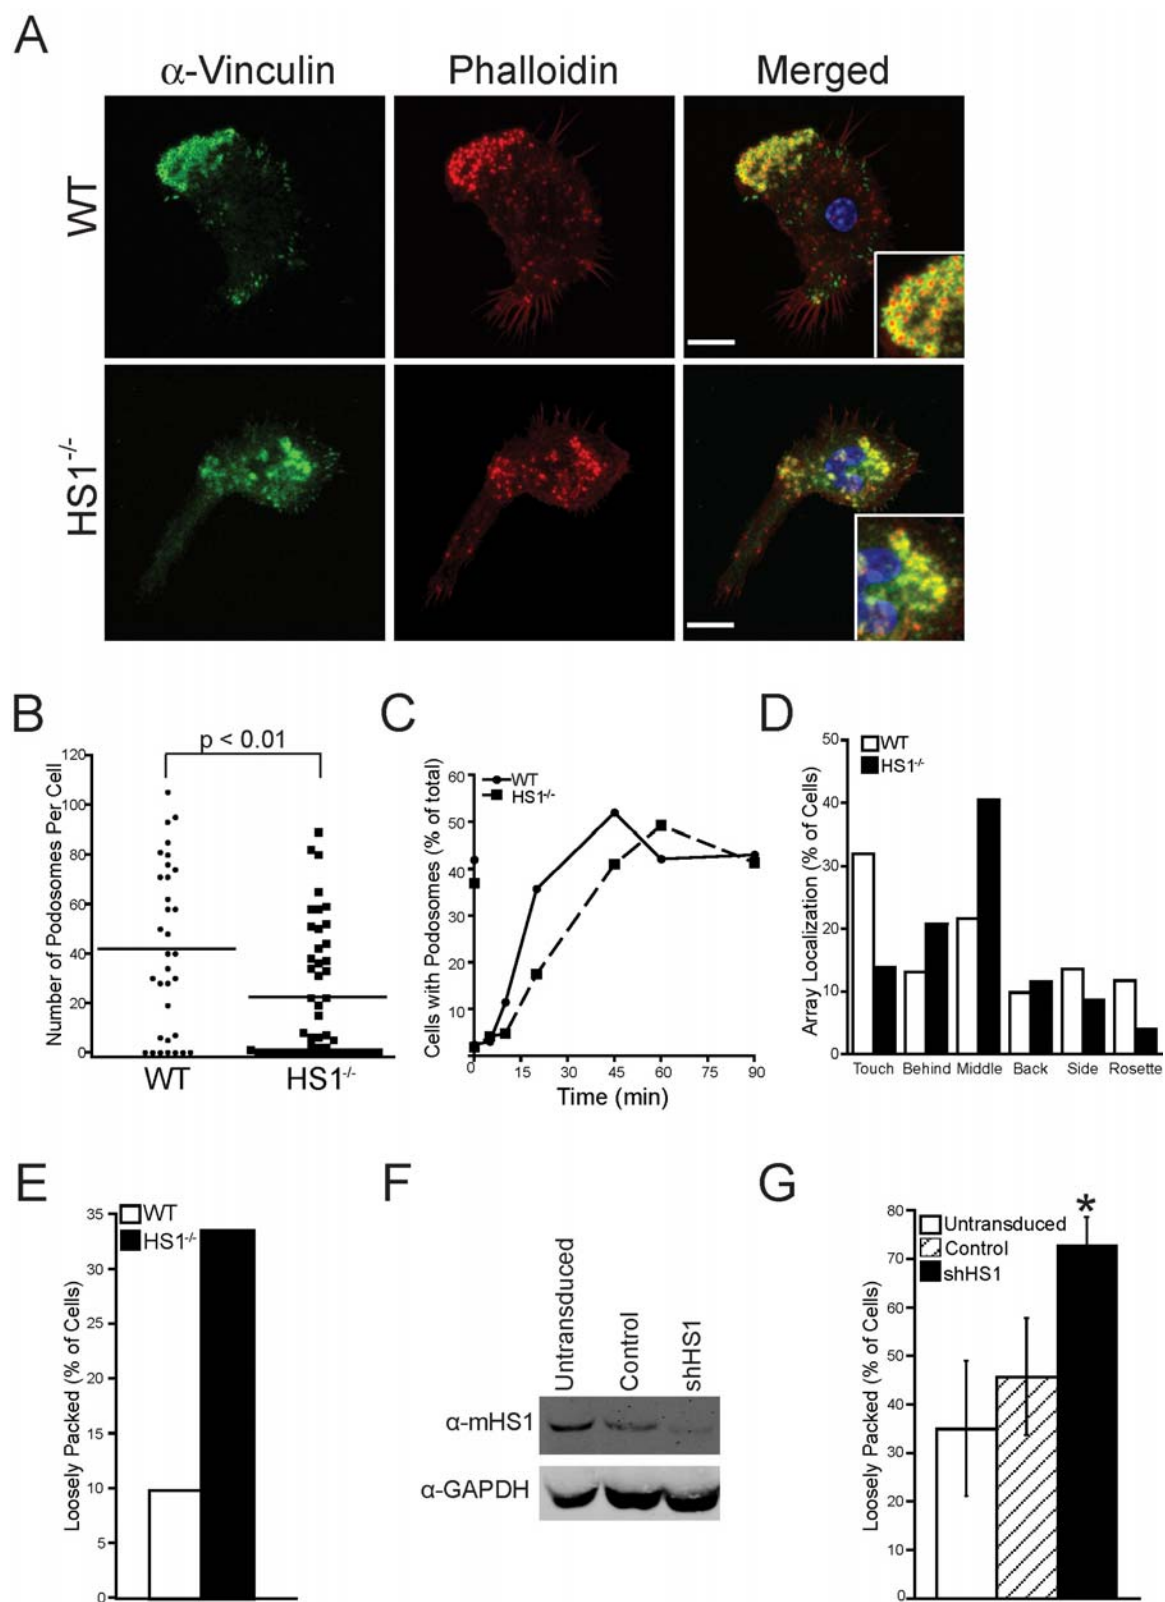 A
α-Vinculin Phalloidin Merged
WT
HS1-/-
B
p < 0.01
Number of Podosomes Per Cell
120
100
80
60
40
20
0
WT HS1-/-
C
WT
HS1-/-
Cells with Podosomes (% of total)
60
50
40
30
20
10
0 15 30 45 60 75 90
Time (min)
D
WT
HS1-/-
Array Localization (% of Cells)
50
40
30
20
10
0
Touch Behind Middle Back Side Rosette
E
WT
HS1-/-
Loosely Packed (% of Cells)
35
30
25
20
15
10
5
0
F
Untransduced Control shHS1
α-mHS1
α-GAPDH
G
*
Untransduced
Control
shHS1
Loosely Packed (% of Cells)
80
70
60
50
40
30
20
10
0